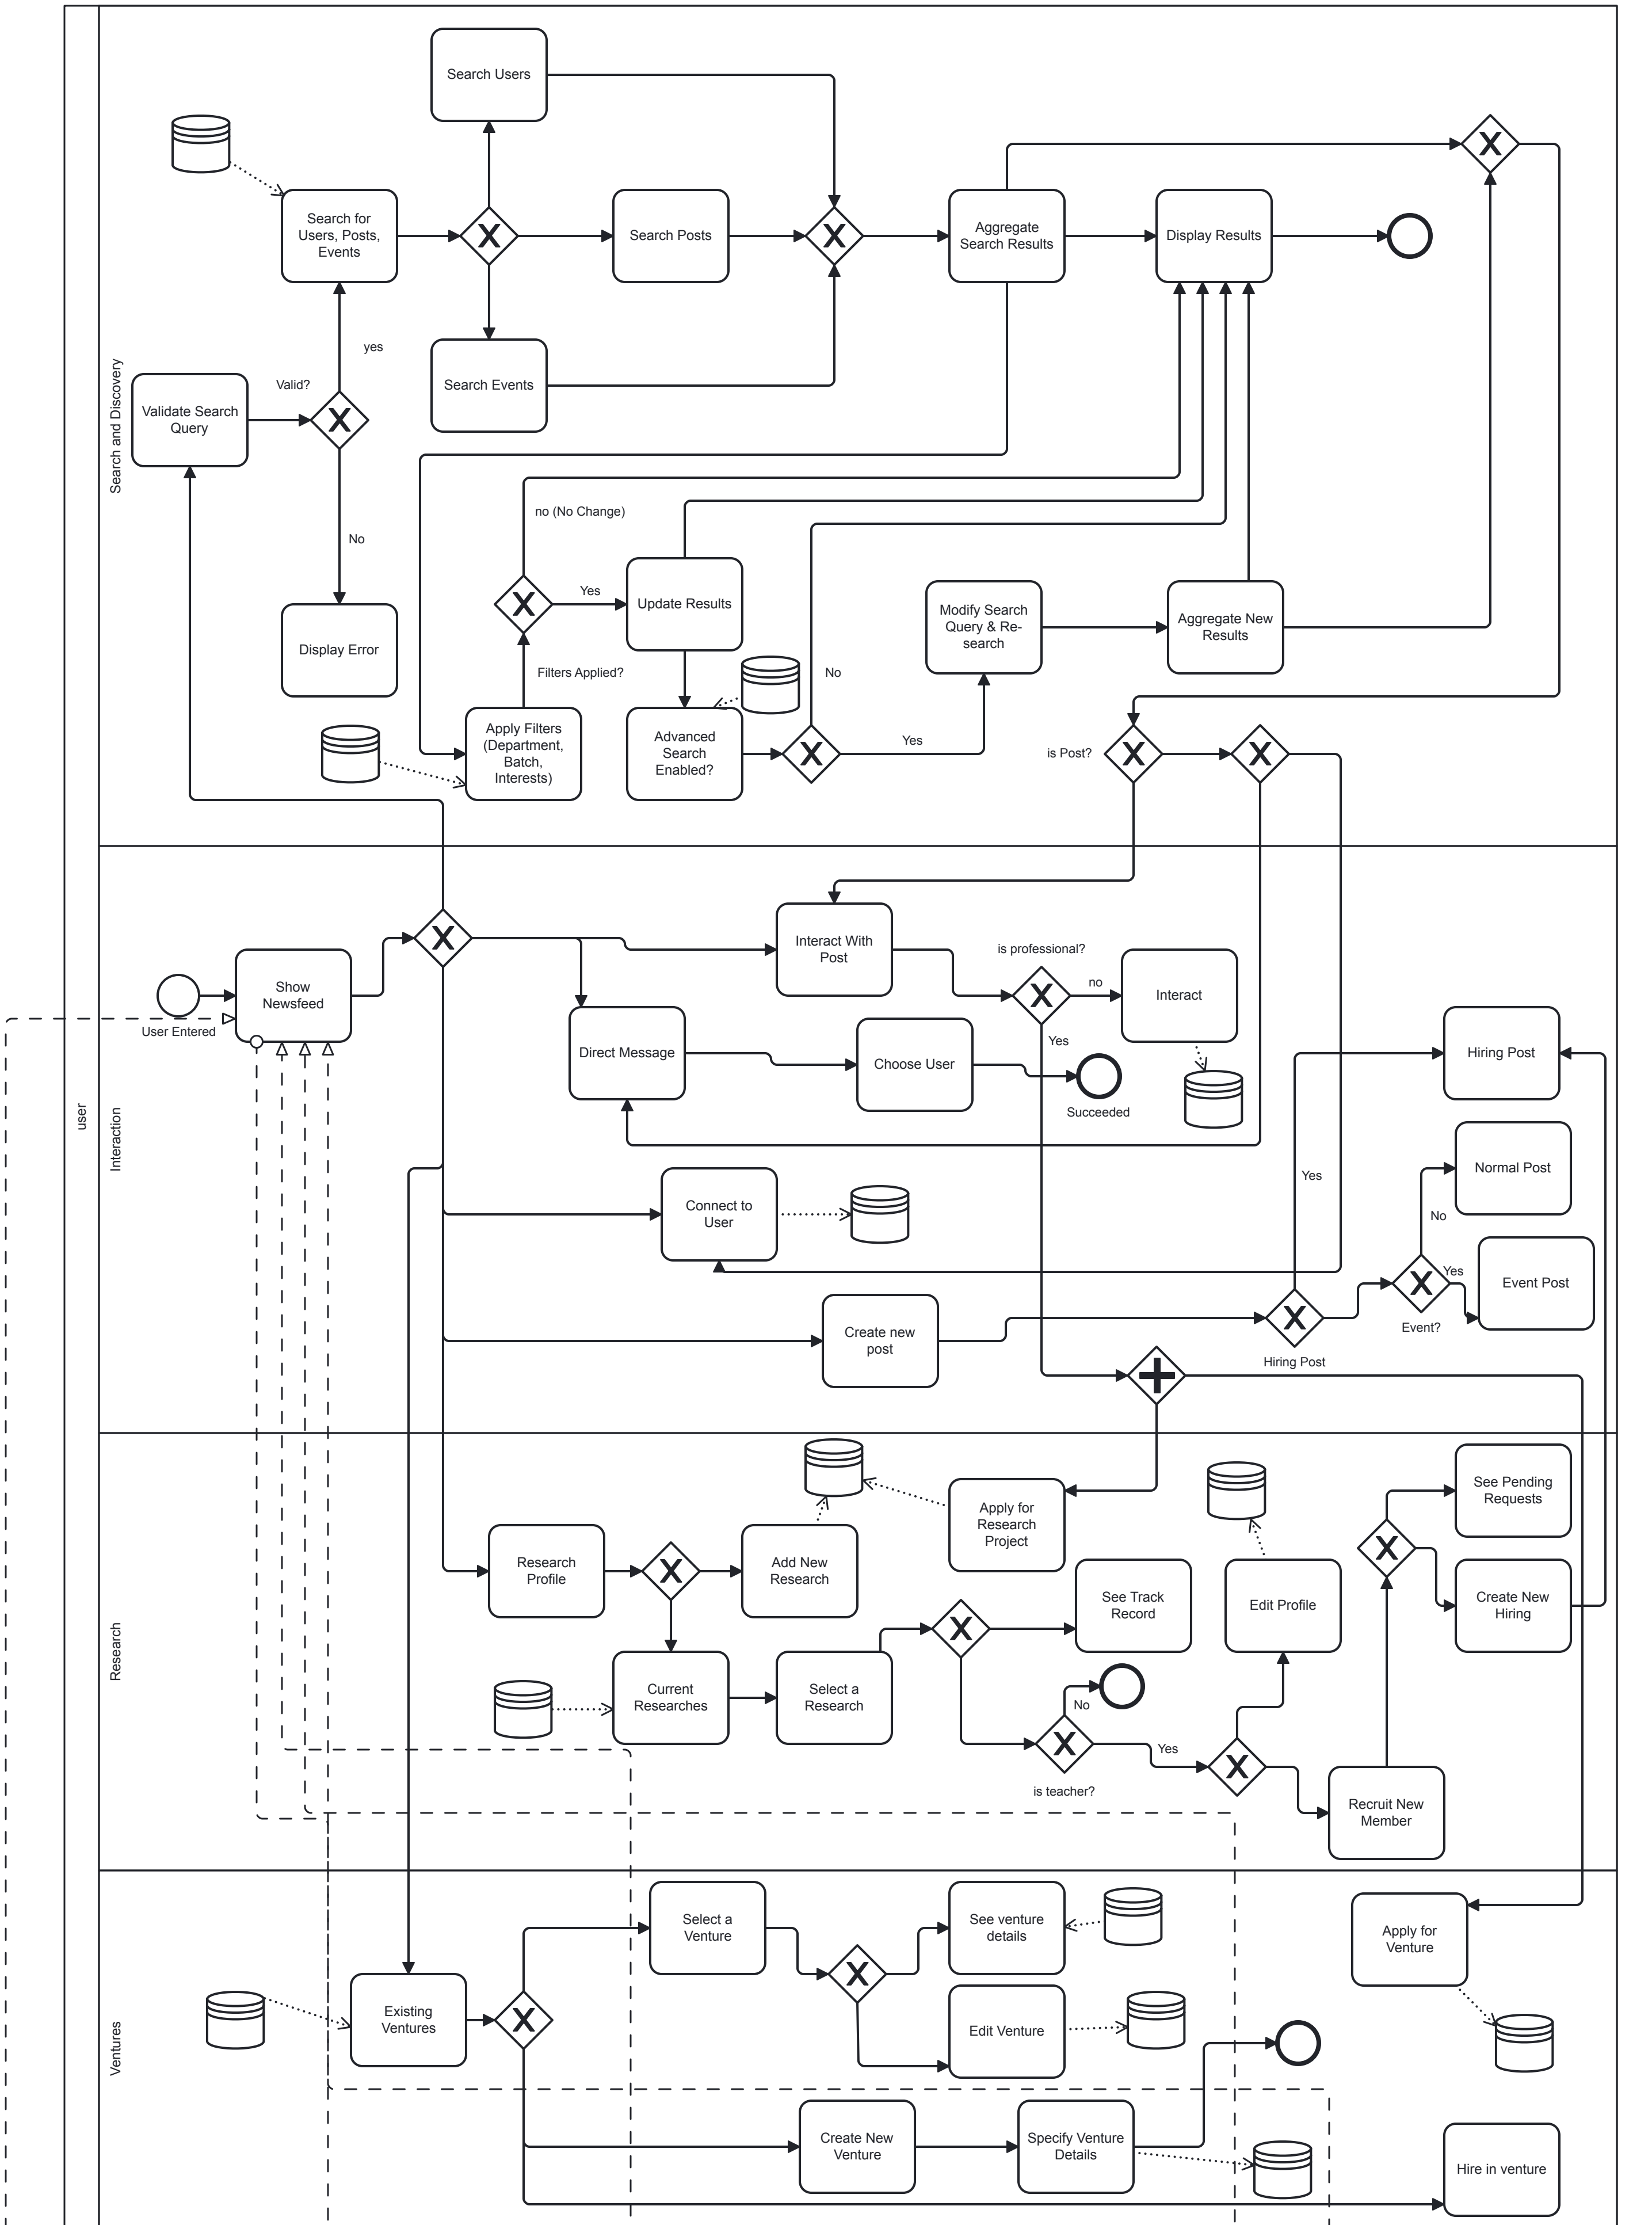 user
Search and Discovery
Search Users
Search for
Users, Posts,
Events
Search Posts
Aggregate
Search Results
Display Results
yes
Valid?
Validate Search
Query
Search Events
No
no (No Change)
Yes
Update Results
Modify Search
Query & Re-
search
Aggregate New
Results
Display Error
Filters Applied?
No
Apply Filters
(Department,
Batch,
Interests)
Advanced
Search
Enabled?
Yes
is Post?
Interaction
Interact With
Post
is professional?
Show
Newsfeed
no
Interact
User Entered
Yes
Direct Message
Choose User
Succeeded
Hiring Post
Yes
Normal Post
Connect to
User
No
Yes
Event Post
Event?
Create new
post
Hiring Post
Research
See Pending
Requests
Apply for
Research
Project
Research
Profile
Add New
Research
See Track
Record
Edit Profile
Create New
Hiring
Current
Researches
Select a
Research
No
Yes
is teacher?
Recruit New
Member
Ventures
Select a
Venture
See venture
details
Apply for
Venture
Existing
Ventures
Edit Venture
Create New
Venture
Specify Venture
Details
Hire in venture